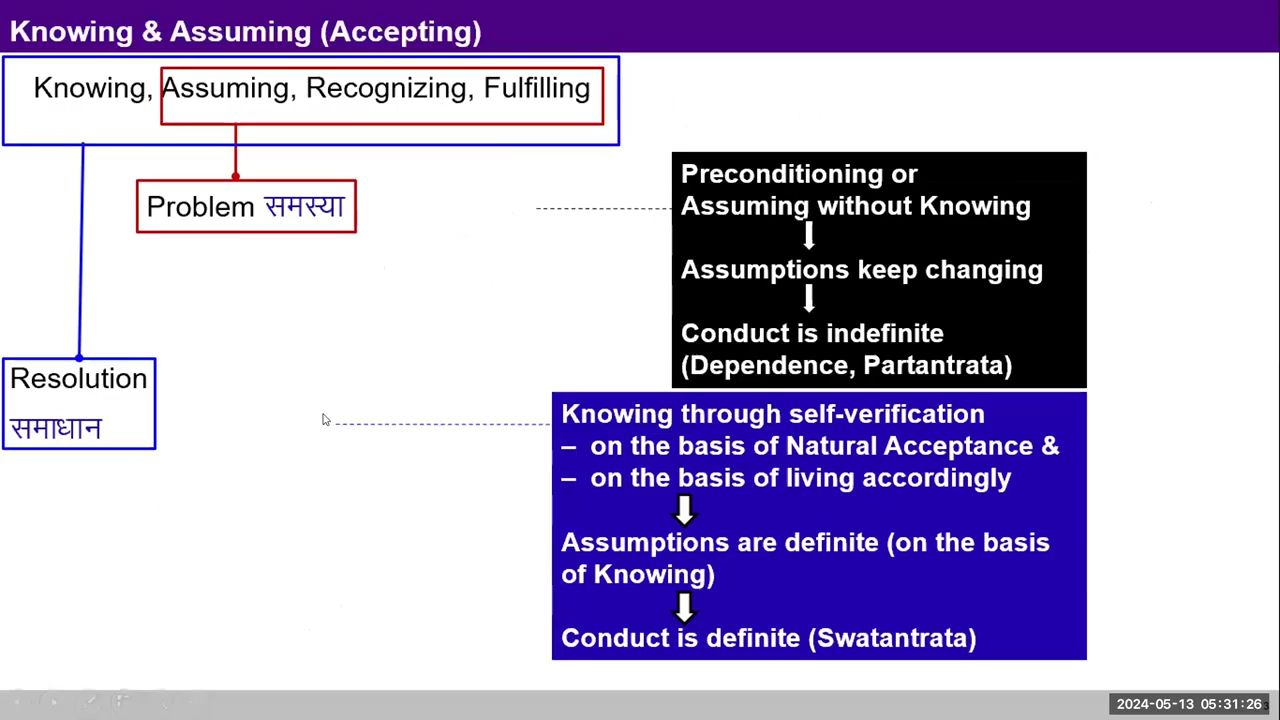 Knowing & Assuming (Accepting)
Knowing, Assuming, Recognizing, Fulfilling
Problem समस्या
Preconditioning or
Assuming without Knowing
Assumptions keep changing
Conduct is indefinite
(Dependence, Partantrata)
Resolution
समाधान
Knowing through self-verification
– on the basis of Natural Acceptance &
– on the basis of living accordingly
Assumptions are definite (on the basis
of Knowing)
Conduct is definite (Swatantrata)
2024-05-13 05:31:26